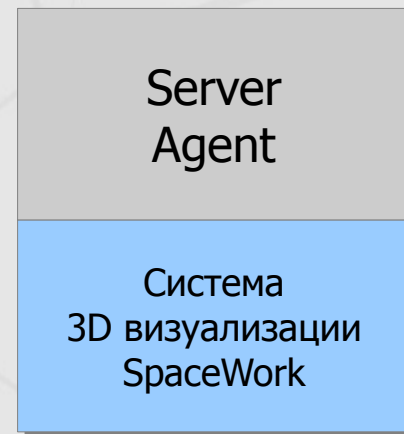 Server
Agent
Система
3D визуализации
SpaceWork